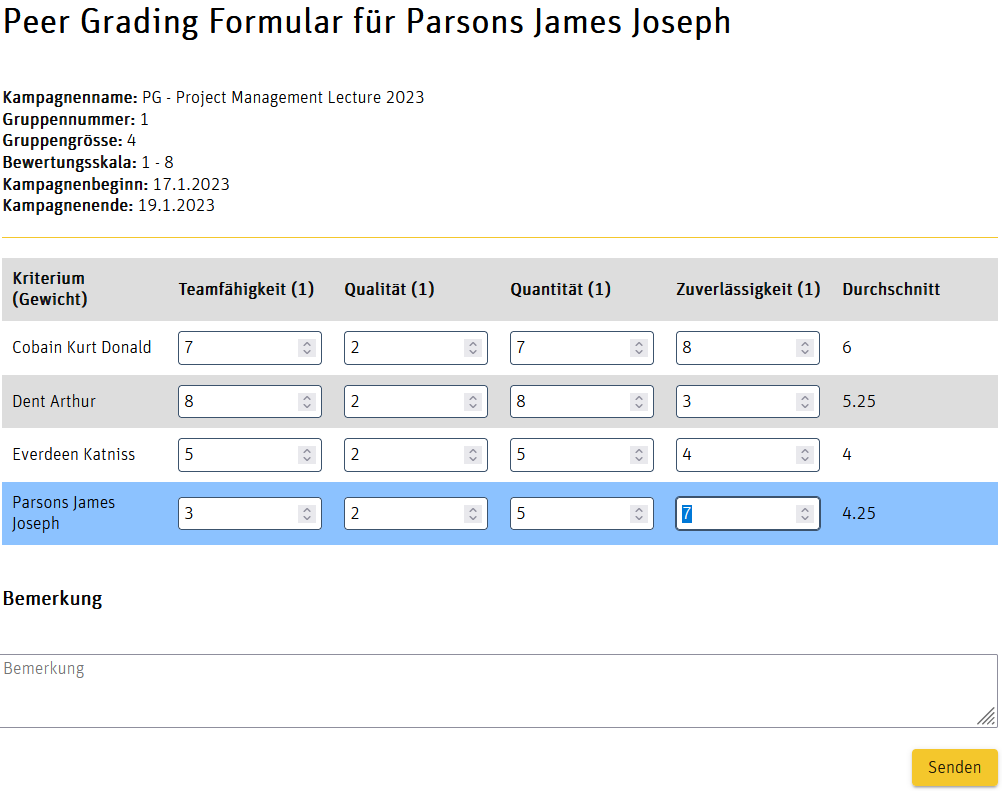 Peer Grading Formular für Parsons James Joseph
Kampagnenname: PG - Project Management Lecture 2023
Gruppennummer: 1
Gruppengrösse: 4
Bewertungsskala: 1 - 8
Kampagnenbeginn: 17.1.2023
Kampagnenende: 19.1.2023
Kriterium
(Gewicht) Teamfähigkeit (1) Qualität (1) Quantität (1) Zuverlässigkeit (1) Durchschnitt
Cobain Kurt Donald 7 2 7 8 6
Dent Arthur 8 2 8 3 5.25
Everdeen Katniss 5 2 5 4 4
Parsons James
Joseph 3 2 5 7 4.25
Bemerkung
Bemerkung
Senden